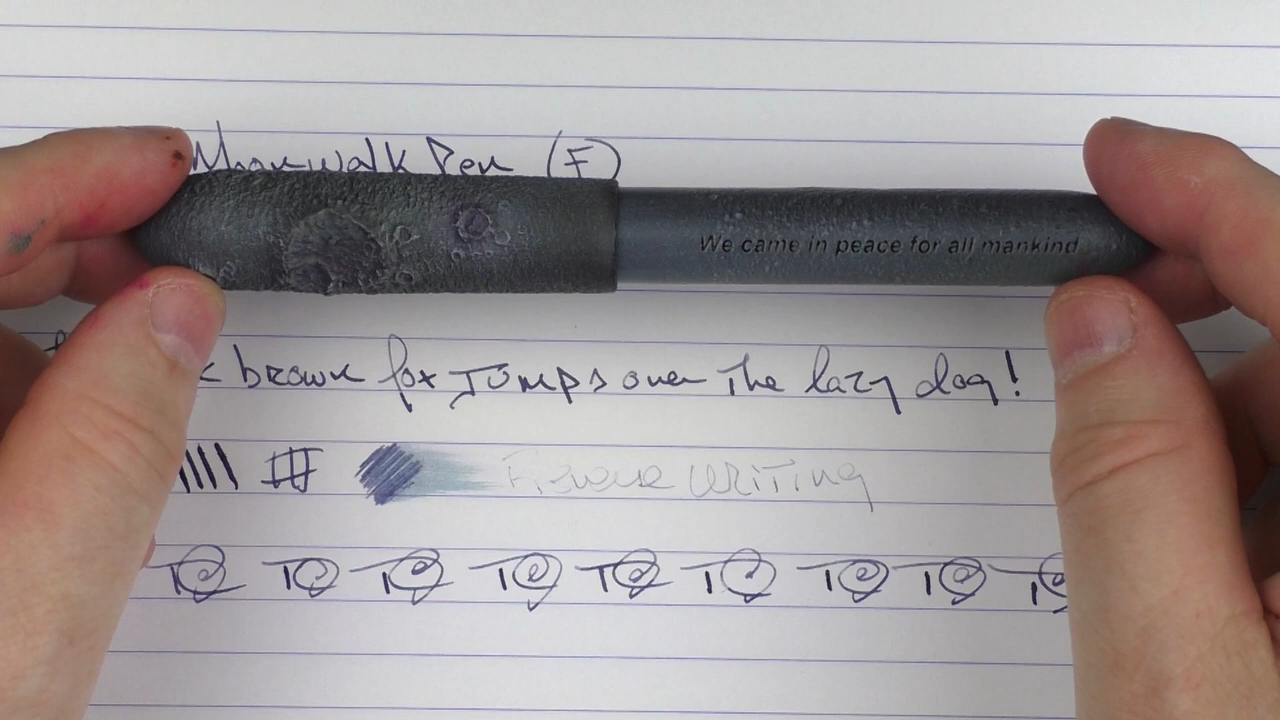 Moonwalk Pen (F)
We came in peace for all mankind
brown fox Jumps over The lazy dog!
Reverse Writing